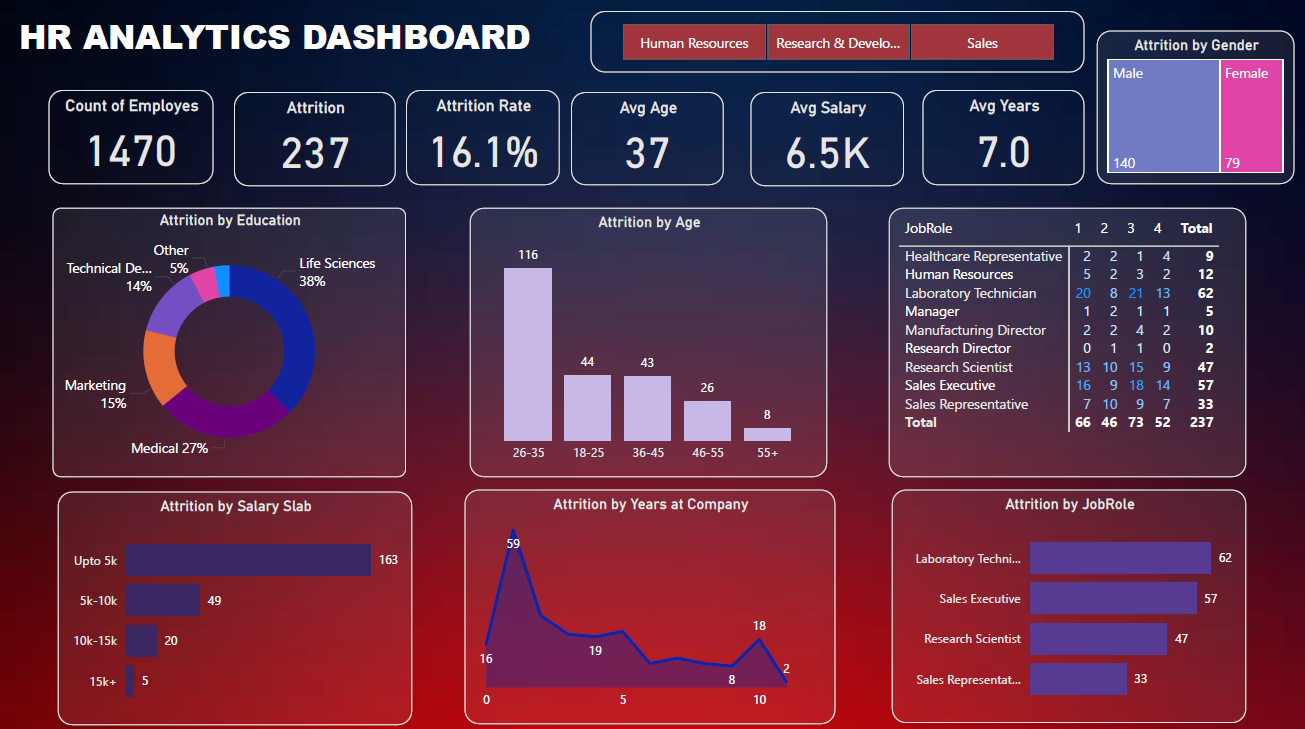 HR ANALYTICS DASHBOARD
Human Resources
Research & Develo...
Sales
Attrition by Gender
Male
Female
140
79
Count of Employes
1470
Attrition
237
Attrition Rate
16.1%
Avg Age
37
Avg Salary
6.5K
Avg Years
7.0
Attrition by Education
Other
5%
Technical De...
14%
Life Sciences
38%
Marketing
15%
Medical 27%
Attrition by Age
116
44
43
26
8
26-35 18-25 36-45 46-55 55+
JobRole 1 2 3 4 Total
Healthcare Representative 2 2 1 4 9
Human Resources 5 2 3 2 12
Laboratory Technician 20 8 21 13 62
Manager 1 2 1 1 5
Manufacturing Director 2 2 4 2 10
Research Director 0 1 1 0 2
Research Scientist 13 10 15 9 47
Sales Executive 16 9 18 14 57
Sales Representative 7 10 9 7 33
Total 66 46 73 52 237
Attrition by Salary Slab
Upto 5k 163
5k-10k 49
10k-15k 20
15k+ 5
Attrition by Years at Company
59
16
19
8
18
2
0 5 10
Attrition by JobRole
Laboratory Techni... 62
Sales Executive 57
Research Scientist 47
Sales Representat... 33